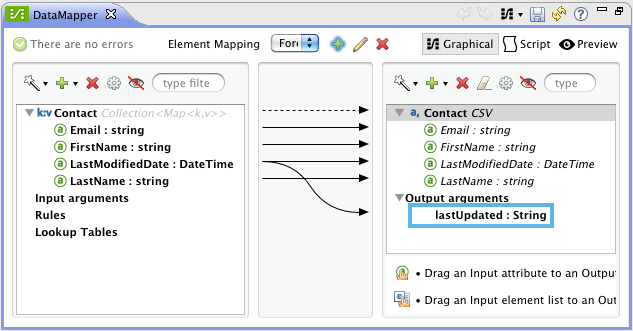 DataMapper
There are no errors
Element Mapping
Graphical
Script
Preview
type filte
Contact Collection<Map<k,v>>
Email : string
FirstName : string
LastModifiedDate : DateTime
LastName : string
Input arguments
Rules
Lookup Tables
type
Contact CSV
Email : string
FirstName : string
LastModifiedDate : DateTime
LastName : string
Output arguments
lastUpdated : String
• Drag an Input attribute to an Outpu
• Drag an Input element list to an Out